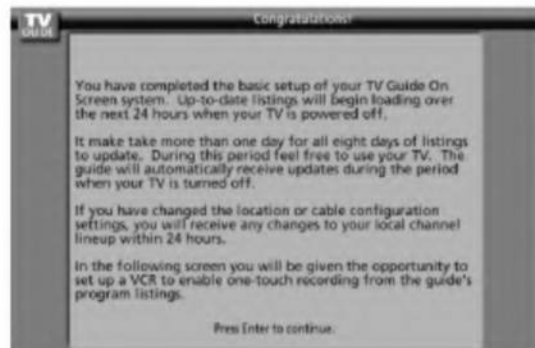 TV
GUIDE
Congratulations!
You have completed the basic setup of your TV Guide On
Screen system. Up-to-date listings will begin loading over
the next 24 hours when your TV is powered off.
It make take more than one day for all eight days of listings
to update. During this period feel free to use your TV. The
guide will automatically receive updates during the period
when your TV is turned off.
If you have changed the location or cable configuration
settings, you will receive any changes to your local channel
lineup within 24 hours.
In the following screen you will be given the opportunity to
set up a VCR to enable one-touch recording from the guide's
program listings.
Press Enter to continue.